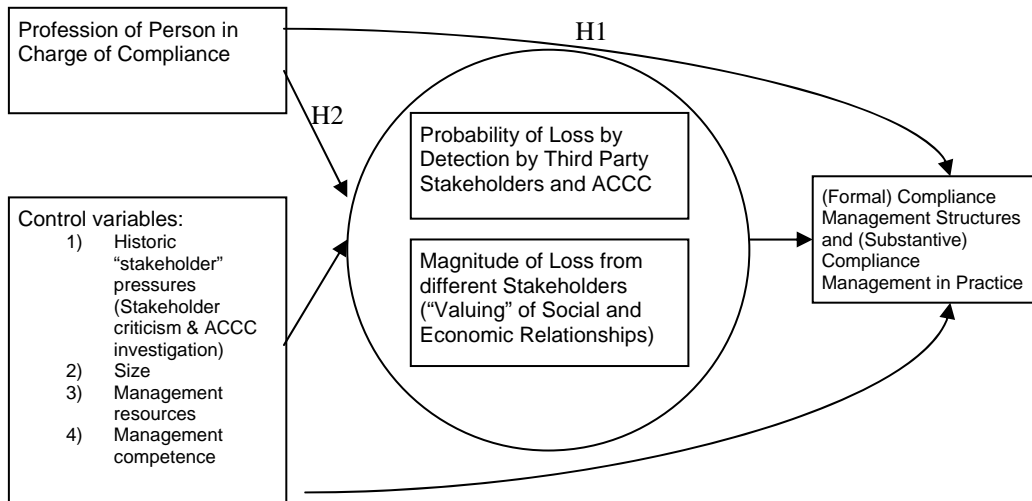 Profession of Person in
Charge of Compliance
H1
H2
Probability of Loss by
Detection by Third Party
Stakeholders and ACCC
Magnitude of Loss from
different Stakeholders
(“Valuing” of Social and
Economic Relationships)
(Formal) Compliance
Management Structures
and (Substantive)
Compliance
Management in Practice
Control variables:
1) Historic
“stakeholder”
pressures
(Stakeholder
criticism & ACCC
investigation)
2) Size
3) Management
resources
4) Management
competence